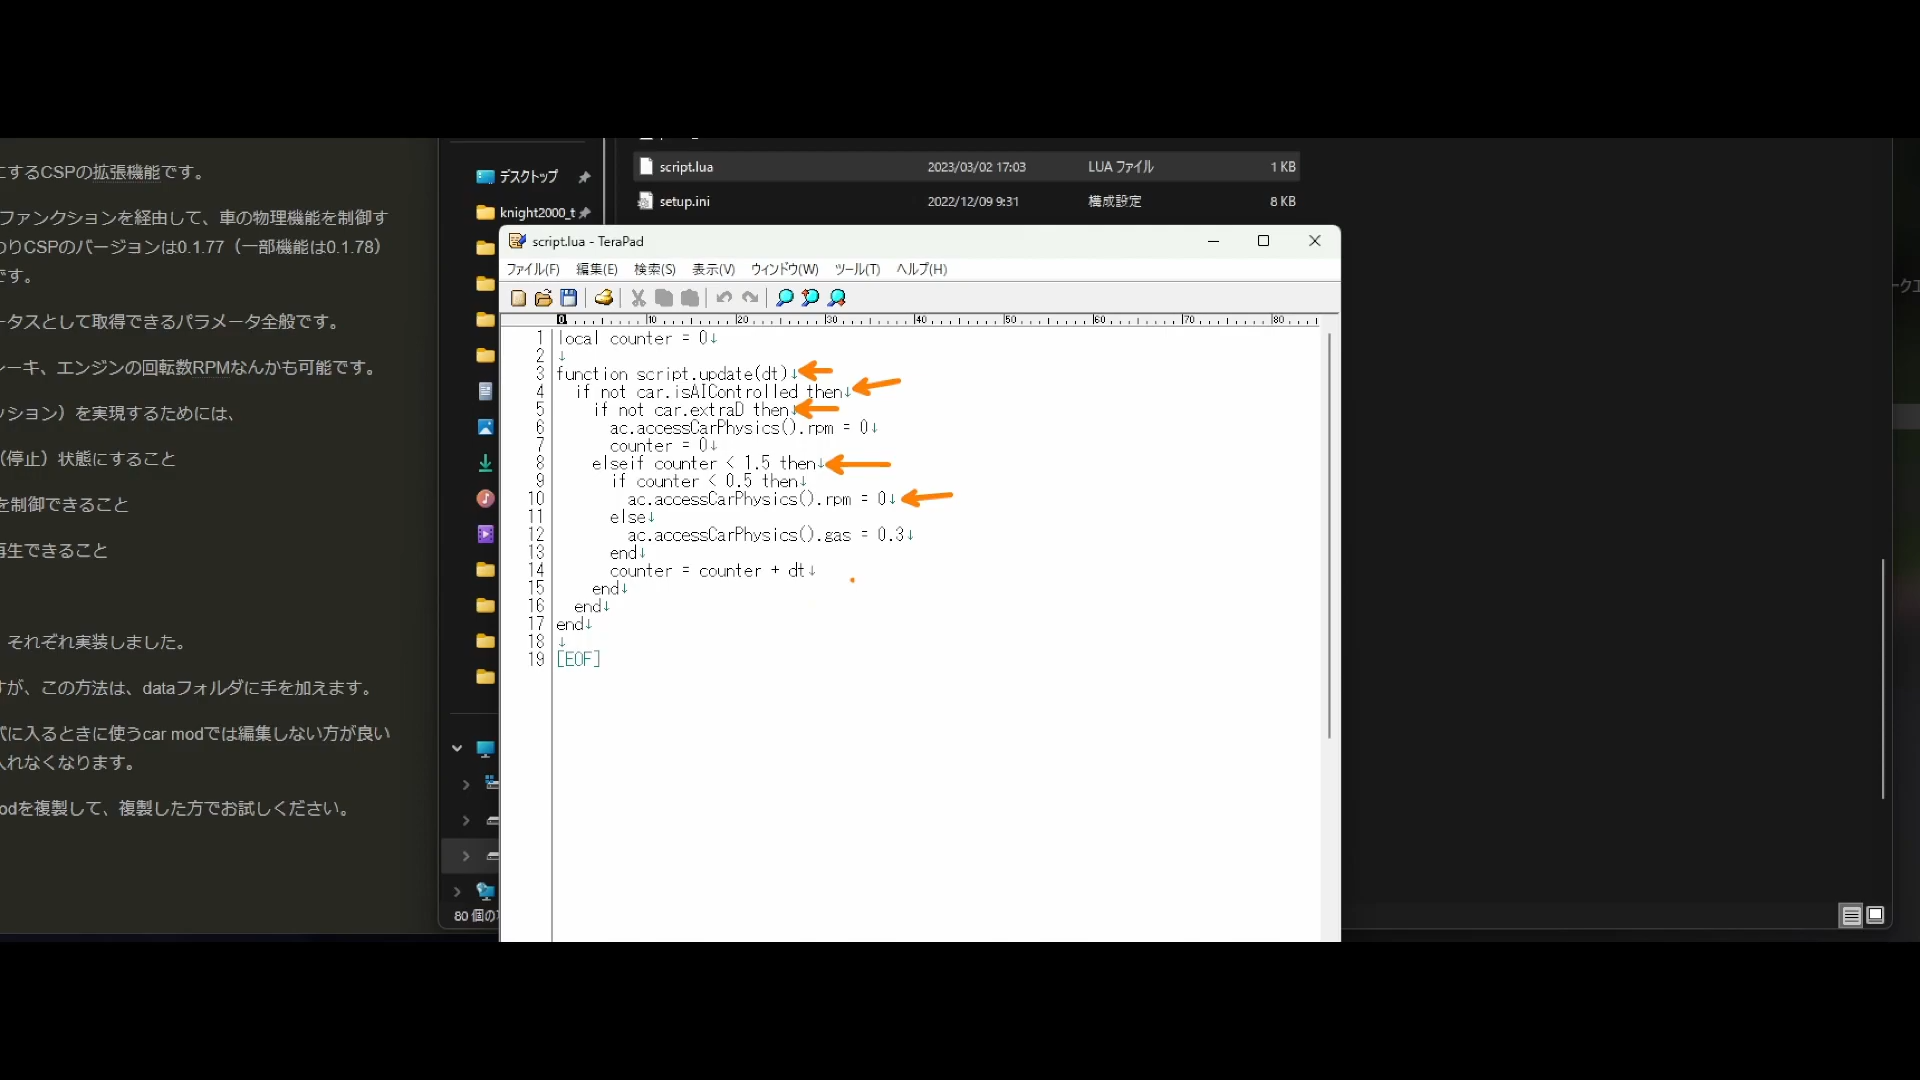 にするCSPの拡張機能です。
ファンクションを経由して、車の物理機能を制御す
わりCSPのバージョンは0.1.77（一部機能は0.1.78）
です。
ータスとして取得できるパラメータ全般です。
レーキ、エンジンの回転数RPMなんかも可能です。
ッション）を実現するためには、
（停止）状態にすること
を制御できること
再生できること
それぞれ実装しました。
すが、この方法は、dataフォルダに手を加えます。
式に入るときに使うcar modでは編集しない方が良い
入れなくなります。
odを複製して、複製した方でお試しください。
デスクトップ
knight2000_t
80 個の
script.lua 2023/03/02 17:03 LUA ファイル 1 KB
setup.ini 2022/12/09 9:31 構成設定 8 KB
script.lua - TeraPad
ファイル(F) 編集(E) 検索(S) 表示(V) ウィンドウ(W) ツール(T) ヘルプ(H)
0 10 20 30 40 50 60 70 80
1 local counter = 0↓
2 ↓
3 function script.update(dt)↓
4 if not car.isAIControlled then↓
5 if not car.extraD then↓
6 ac.accessCarPhysics().rpm = 0↓
7 counter = 0↓
8 elseif counter < 1.5 then↓
9 if counter < 0.5 then↓
10 ac.accessCarPhysics().rpm = 0↓
11 else↓
12 ac.accessCarPhysics().gas = 0.3↓
13 end↓
14 counter = counter + dt↓
15 end↓
16 end↓
17 end↓
18 ↓
19 [EOF]